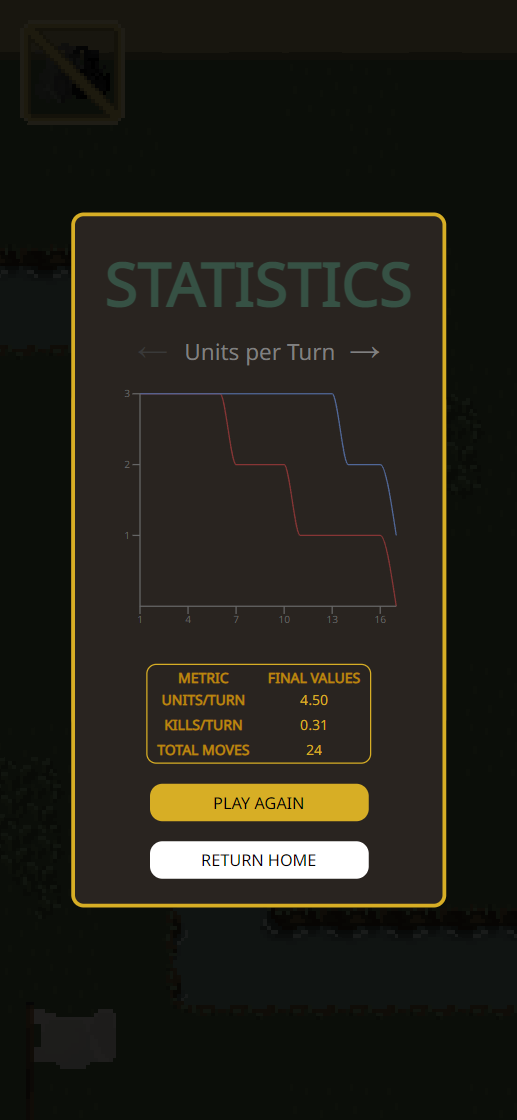 STATISTICS
← Units per Turn →
3
2
1
1 4 7 10 13 16
METRIC FINAL VALUES
UNITS/TURN 4.50
KILLS/TURN 0.31
TOTAL MOVES 24
PLAY AGAIN
RETURN HOME